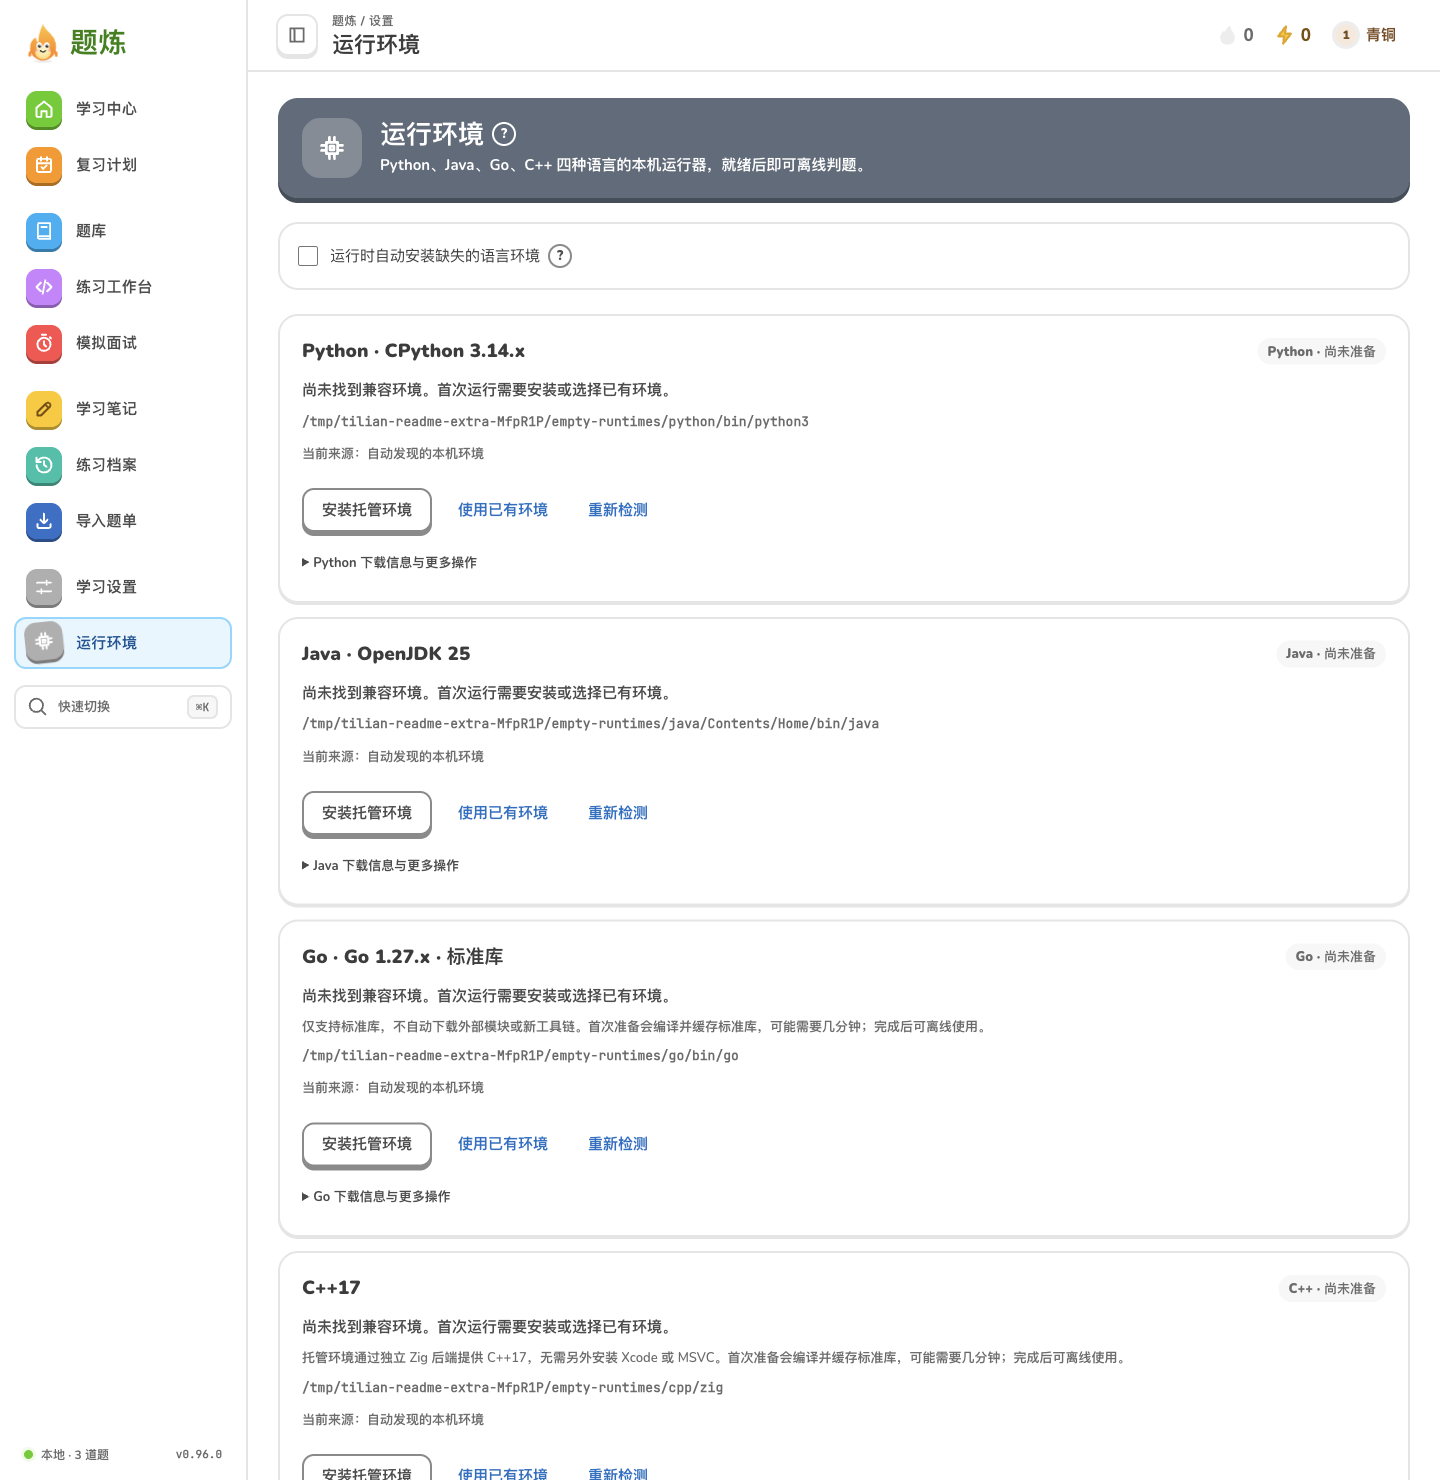 题炼
学习中心
复习计划
题库
练习工作台
模拟面试
学习笔记
练习档案
导入题单
学习设置
运行环境
快速切换 ⌘K
本地 · 3 道题 v0.96.0
题炼 / 设置
运行环境
0 0 1 青铜
运行环境 ?
Python、Java、Go、C++ 四种语言的本机运行器，就绪后即可离线判题。
运行时自动安装缺失的语言环境 ?
Python · CPython 3.14.x Python · 尚未准备
尚未找到兼容环境。首次运行需要安装或选择已有环境。
/tmp/tilian-readme-extra-MfpR1P/empty-runtimes/python/bin/python3
当前来源：自动发现的本机环境
安装托管环境 使用已有环境 重新检测
Python 下载信息与更多操作
Java · OpenJDK 25 Java · 尚未准备
尚未找到兼容环境。首次运行需要安装或选择已有环境。
/tmp/tilian-readme-extra-MfpR1P/empty-runtimes/java/Contents/Home/bin/java
当前来源：自动发现的本机环境
安装托管环境 使用已有环境 重新检测
Java 下载信息与更多操作
Go · Go 1.27.x · 标准库 Go · 尚未准备
尚未找到兼容环境。首次运行需要安装或选择已有环境。
仅支持标准库，不自动下载外部模块或新工具链。首次准备会编译并缓存标准库，可能需要几分钟；完成后可离线使用。
/tmp/tilian-readme-extra-MfpR1P/empty-runtimes/go/bin/go
当前来源：自动发现的本机环境
安装托管环境 使用已有环境 重新检测
Go 下载信息与更多操作
C++17 C++ · 尚未准备
尚未找到兼容环境。首次运行需要安装或选择已有环境。
托管环境通过独立 Zig 后端提供 C++17，无需另外安装 Xcode 或 MSVC。首次准备会编译并缓存标准库，可能需要几分钟；完成后可离线使用。
/tmp/tilian-readme-extra-MfpR1P/empty-runtimes/cpp/zig
当前来源：自动发现的本机环境
安装托管环境 使用已有环境 重新检测